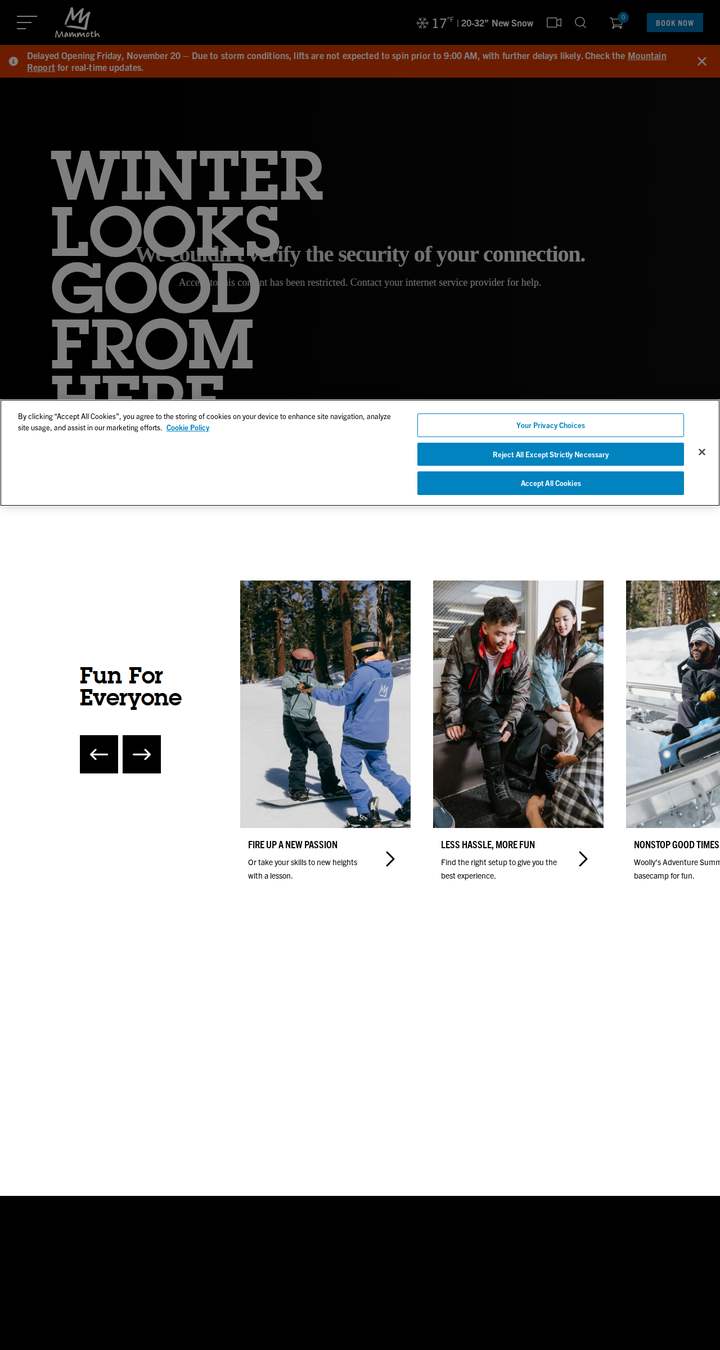 Mammoth
17°F | 20-32" New Snow
0
BOOK NOW
Delayed Opening Friday, November 20 – Due to storm conditions, lifts are not expected to spin prior to 9:00 AM, with further delays likely. Check the Mountain
Report for real-time updates.
WINTER
LOOKS
GOOD
FROM
HERE
We couldn't verify the security of your connection.
Access to this content has been restricted. Contact your internet service provider for help.
By clicking "Accept All Cookies", you agree to the storing of cookies on your device to enhance site navigation, analyze
site usage, and assist in our marketing efforts. Cookie Policy
Your Privacy Choices
Reject All Except Strictly Necessary
Accept All Cookies
Fun For
Everyone
FIRE UP A NEW PASSION
Or take your skills to new heights
with a lesson.
LESS HASSLE, MORE FUN
Find the right setup to give you the
best experience.
NONSTOP GOOD TIMES
Woolly's Adventure Summ
basecamp for fun.